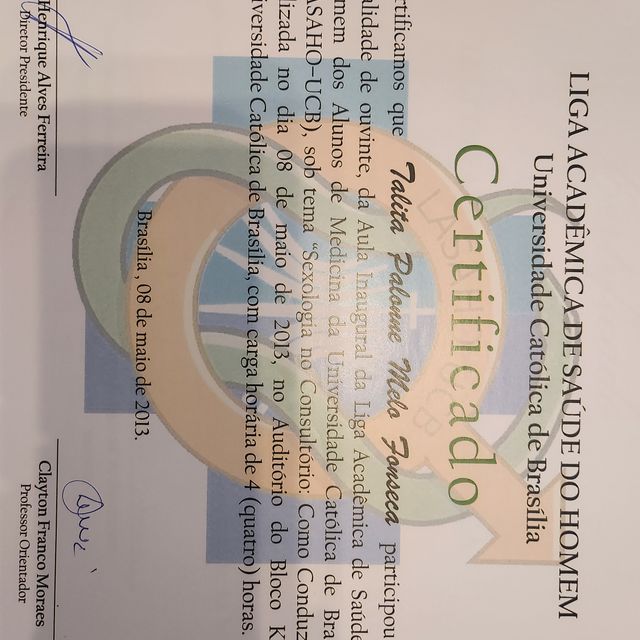 LIGA ACADÊMICA DE SAÚDE DO HOMEM
Universidade Católica de Brasília
Certificado
rtificamos que Talita Palonne Melo Fonseca participou
alidade de ouvinte, da Aula Inaugural da Liga Acadêmica de Saúde
mem dos Alunos de Medicina da Universidade Católica de Bra
ASAHO-UCB), sob tema “Sexologia no Consultório: Como Conduz
lizada no dia 08 de maio de 2013, no Auditório do Bloco K
iversidade Católica de Brasília, com carga horária de 4 (quatro) horas.
Brasília , 08 de maio de 2013.
Henrique Alves Ferreira
Diretor Presidente
Clayton Franco Moraes
Professor Orientador